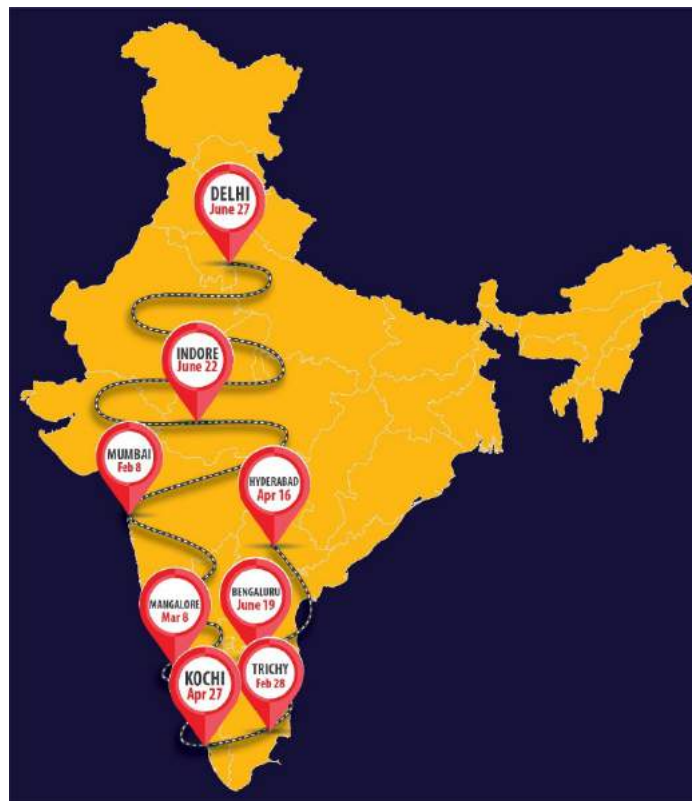 DELHI
June 27
INDORE
June 22
MUMBAI
Feb 8
HYDERABAD
Apr 16
BENGALURU
June 19
MANGALORE
Mar 8
TRICHY
Feb 28
KOCHI
Apr 27